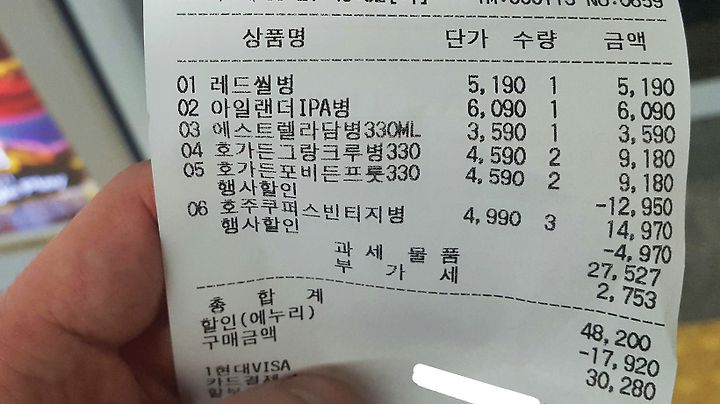 상품명 단가 수량 금액
01 레드씰병 5,190 1 5,190
02 아일랜더IPA병 6,090 1 6,090
03 에스트렐라담병330ML 3,590 1 3,590
04 호가든그랑크루병330 4,590 2 9,180
05 호가든포비든프룻330 4,590 2 9,180
행사할인 -12,950
06 호주쿠퍼스빈티지병 4,990 3 14,970
행사할인 -4,970
과 세 물 품 27,527
부 가 세 2,753
총 합 계 48,200
할인(에누리) -17,920
구매금액 30,280
1현대VISA
카드결제